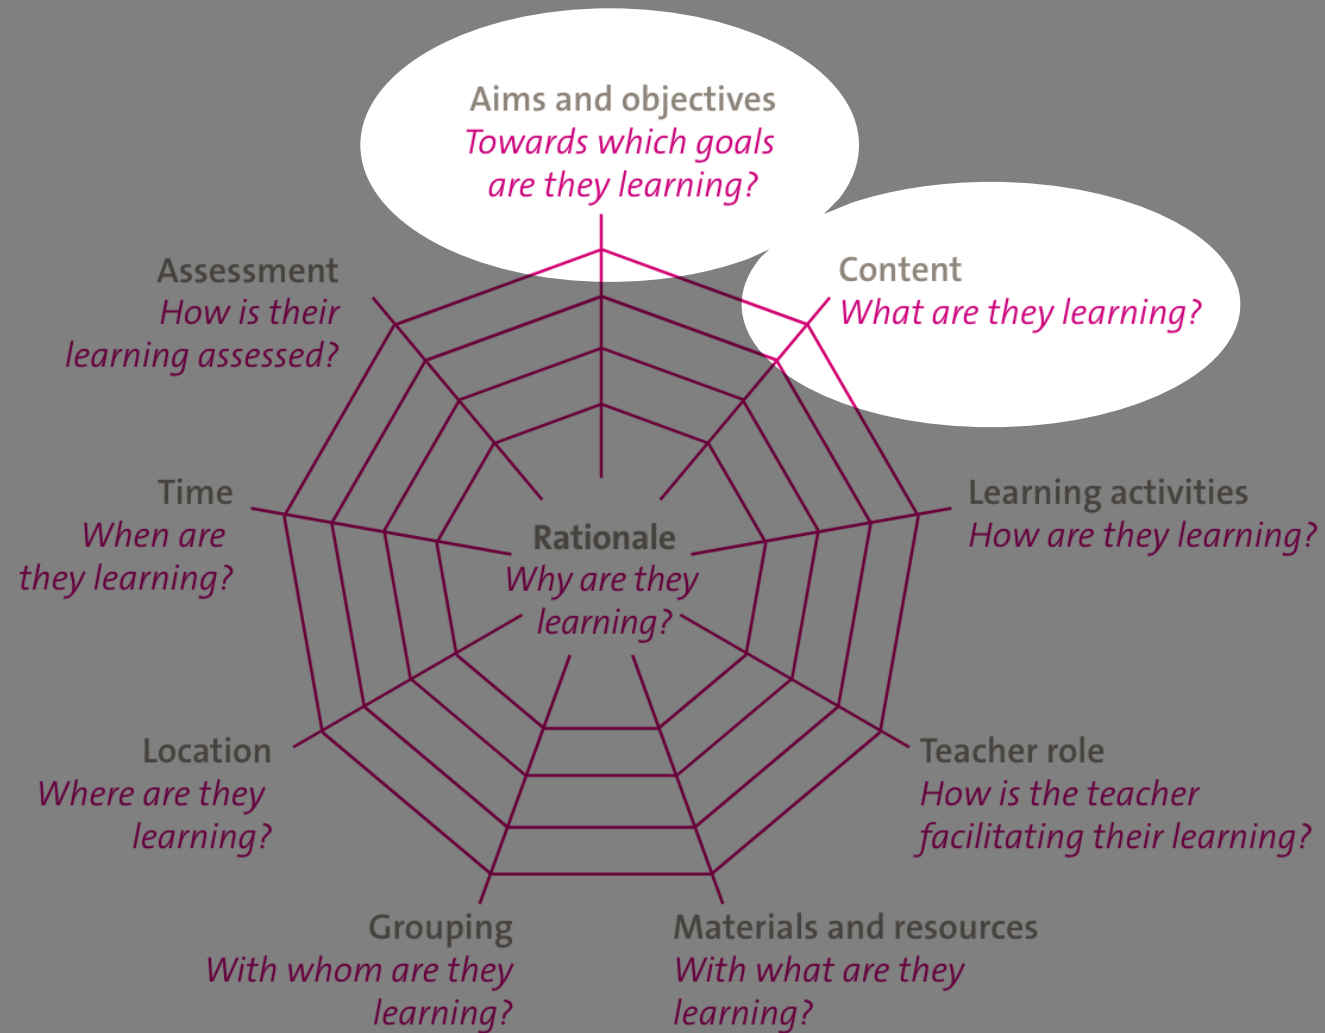 Aims and objectives
Towards which goals
are they learning?
Content
What are they learning?
Learning activities
How are they learning?
Teacher role
How is the teacher
facilitating their learning?
Materials and resources
With what are they
learning?
Grouping
With whom are they
learning?
Location
Where are they
learning?
Time
When are
they learning?
Assessment
How is their
learning assessed?
Rationale
Why are they
learning?